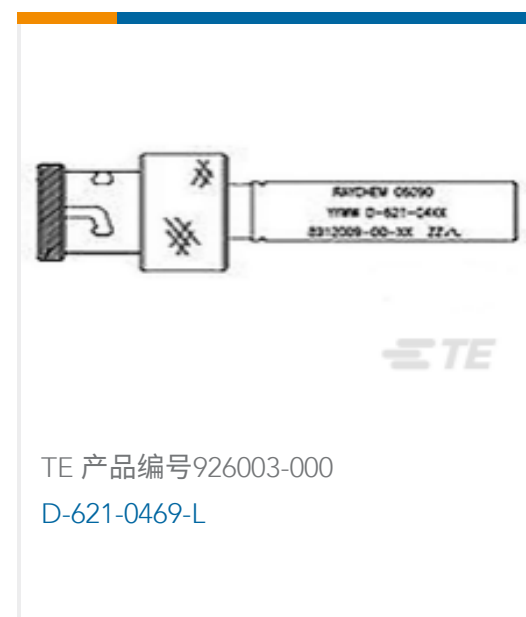 RAYCHEM 06090
YYWW D-621-04XX
8312009-00-XX ZZ
TE
TE 产品编号926003-000
D-621-0469-L